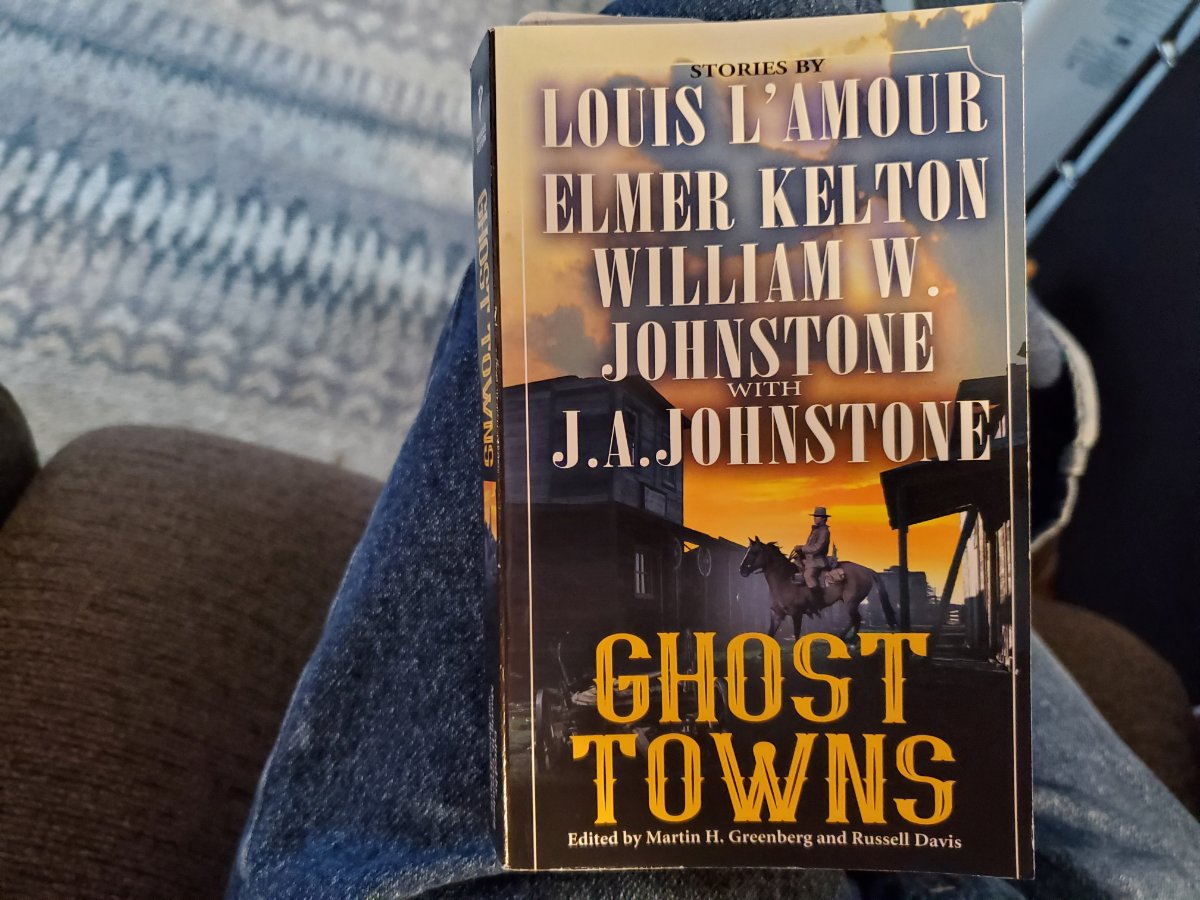 STORIES BY
LOUIS L'AMOUR
ELMER KELTON
WILLIAM W.
JOHNSTONE
WITH
J.A. JOHNSTONE
GHOST
TOWNS
Edited by Martin H. Greenberg and Russell Davis
GHOST TOWNS